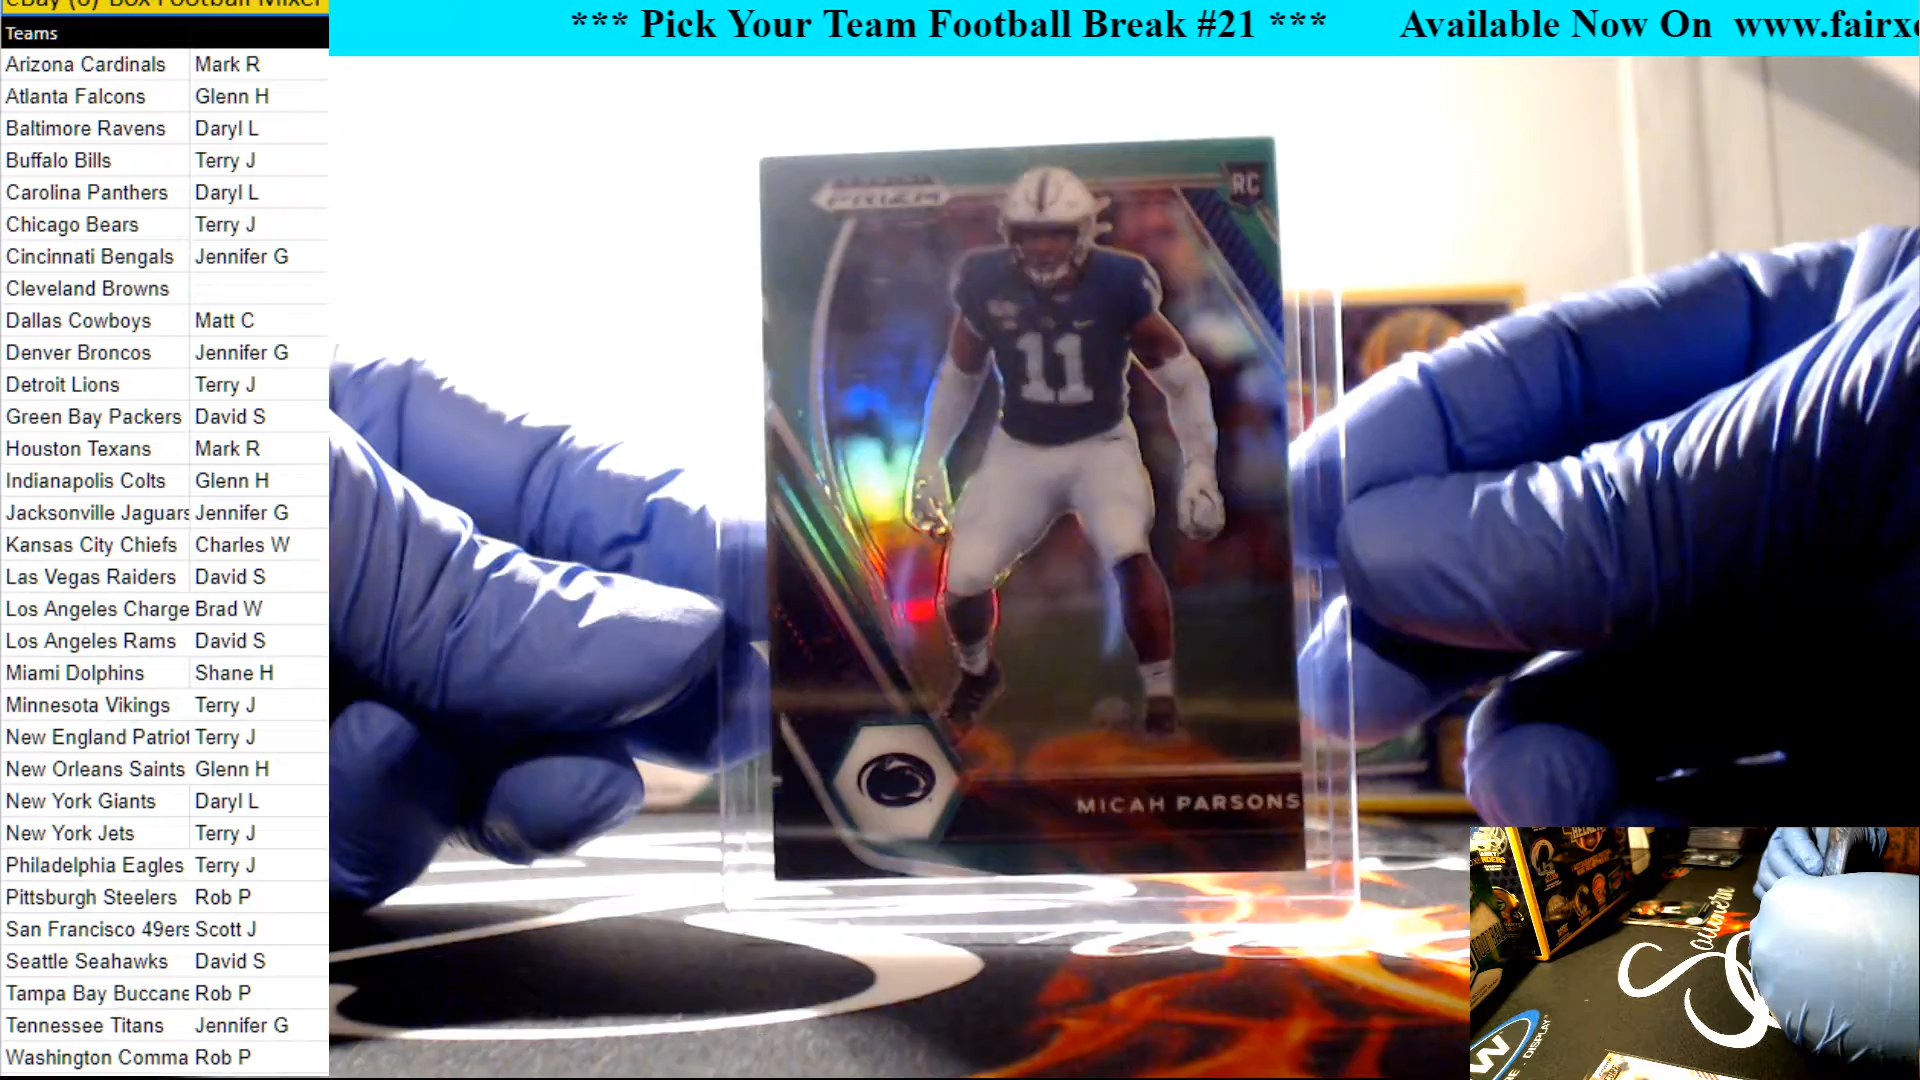 eBay (6) Box Football Mixer
*** Pick Your Team Football Break #21 *** Available Now On www.fairx
Teams
Arizona Cardinals Mark R
Atlanta Falcons Glenn H
Baltimore Ravens Daryl L
Buffalo Bills Terry J
Carolina Panthers Daryl L
Chicago Bears Terry J
Cincinnati Bengals Jennifer G
Cleveland Browns
Dallas Cowboys Matt C
Denver Broncos Jennifer G
Detroit Lions Terry J
Green Bay Packers David S
Houston Texans Mark R
Indianapolis Colts Glenn H
Jacksonville Jaguars Jennifer G
Kansas City Chiefs Charles W
Las Vegas Raiders David S
Los Angeles Charge Brad W
Los Angeles Rams David S
Miami Dolphins Shane H
Minnesota Vikings Terry J
New England Patriot Terry J
New Orleans Saints Glenn H
New York Giants Daryl L
New York Jets Terry J
Philadelphia Eagles Terry J
Pittsburgh Steelers Rob P
San Francisco 49ers Scott J
Seattle Seahawks David S
Tampa Bay Buccane Rob P
Tennessee Titans Jennifer G
Washington Comma Rob P
PRIZM
RC
11
MICAH PARSONS
DISPLAY